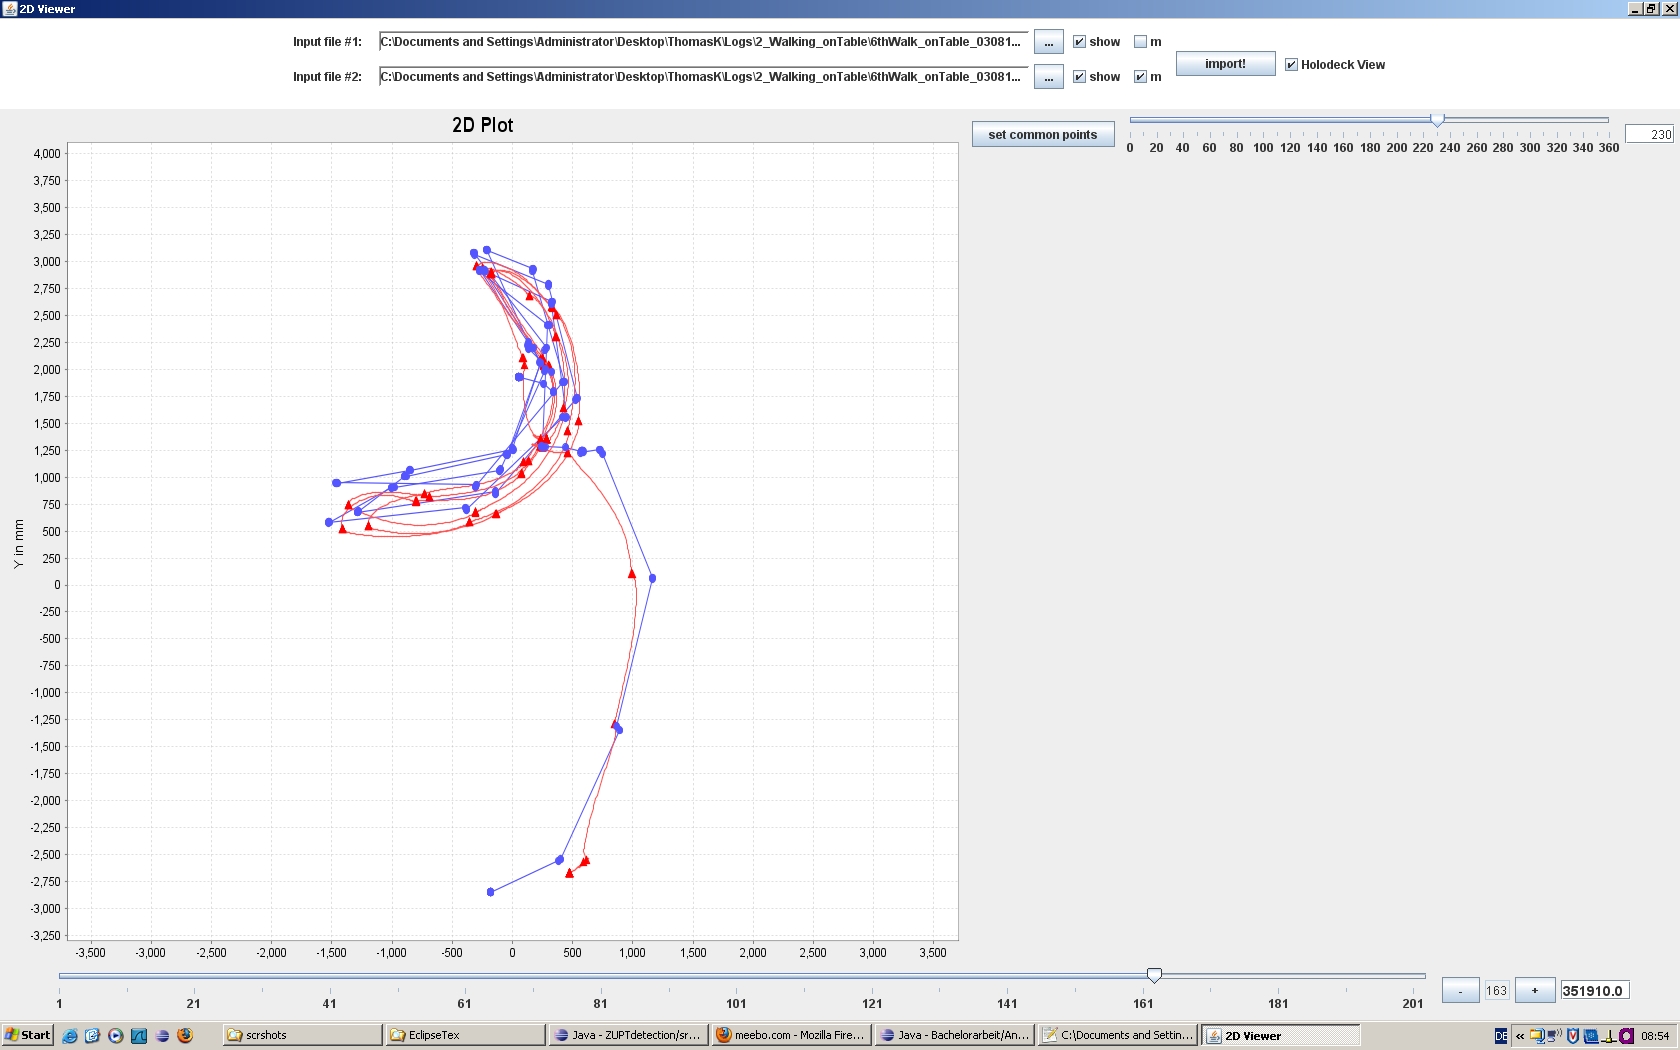 2D Viewer
Input file #1: C:\Documents and Settings\Administrator\Desktop\ThomasK\Logs\2_Walking_onTable\6thWalk_onTable_03081... ... show m
import! Holodeck View
Input file #2: C:\Documents and Settings\Administrator\Desktop\ThomasK\Logs\2_Walking_onTable\6thWalk_onTable_03081... ... show m
2D Plot
set common points
0 20 40 60 80 100 120 140 160 180 200 220 240 260 280 300 320 340 360
230
4,000
3,750
3,500
3,250
3,000
2,750
2,500
2,250
2,000
1,750
1,500
1,250
1,000
750
500
250
0
-250
-500
-750
-1,000
-1,250
-1,500
-1,750
-2,000
-2,250
-2,500
-2,750
-3,000
-3,250
Y in mm
-3,500 -3,000 -2,500 -2,000 -1,500 -1,000 -500 0 500 1,000 1,500 2,000 2,500 3,000 3,500
1 21 41 61 81 101 121 141 161 181 201
- 163 + 351910.0
Start scrshots EclipseTex Java - ZUPTdetection/sr... meebo.com - Mozilla Fire... Java - Bachelorarbeit/An... C:\Documents and Settin... 2D Viewer DE « 08:54